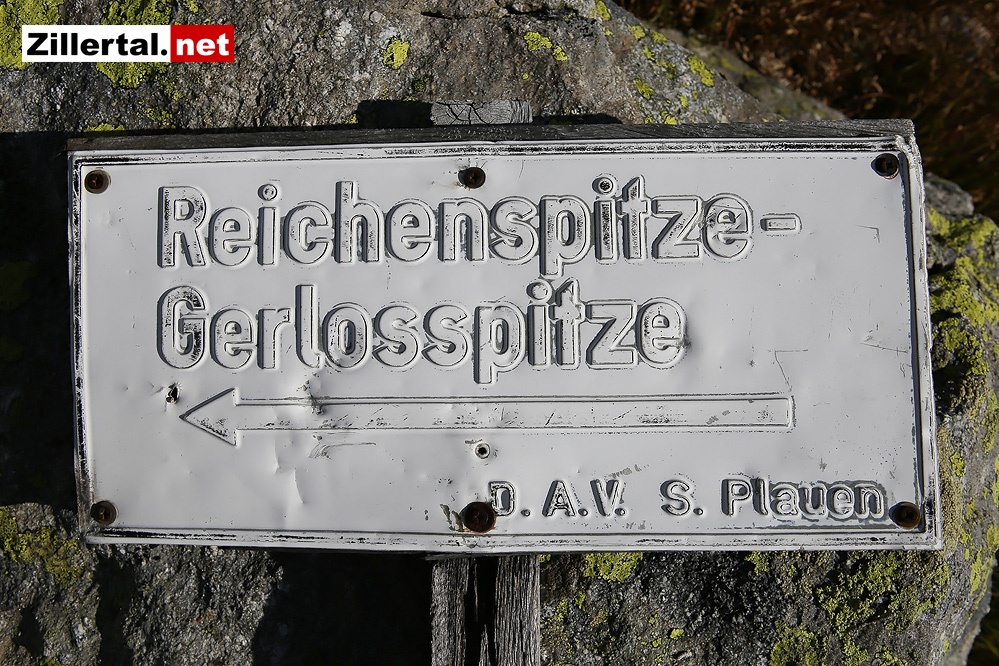 Zillertal.net
Reichenspitze-
Gerlosspitze
D. A.V. S. Plauen